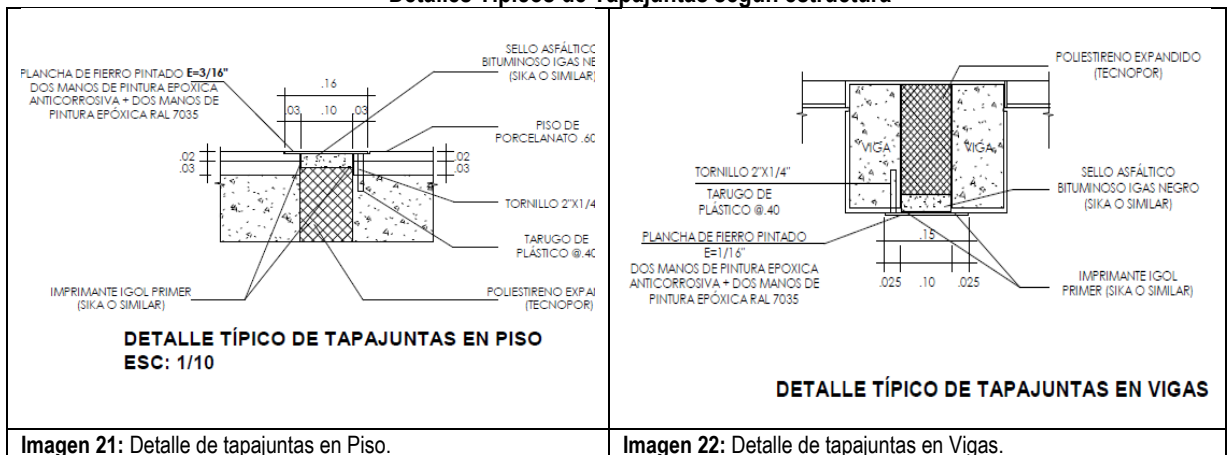 Detalles Típicos de Tapajuntas según estructura
SELLO ASFÁLTICO
BITUMINOSO IGAS NE
(SIKA O SIMILAR)
PLANCHA DE FIERRO PINTADO E=3/16"
DOS MANOS DE PINTURA EPOXICA
ANTICORROSIVA + DOS MANOS DE
PINTURA EPÓXICA RAL 7035
.16
.03 .10 .03
PISO DE
PORCELANATO .60
.02
.03
.02
.03
TORNILLO 2"X1/4
TARUGO DE
PLÁSTICO @.40
IMPRIMANTE IGOL PRIMER
(SIKA O SIMILAR)
POLIESTIRENO EXPA
(TECNOPOR)
DETALLE TÍPICO DE TAPAJUNTAS EN PISO
ESC: 1/10
Imagen 21: Detalle de tapajuntas en Piso.
POLIESTIRENO EXPANDIDO
(TECNOPOR)
VIGA
VIGA
TORNILLO 2"X1/4"
TARUGO DE
PLÁSTICO @.40
SELLO ASFÁLTICO
BITUMINOSO IGAS NEGRO
(SIKA O SIMILAR)
PLANCHA DE FIERRO PINTADO
E=1/16"
DOS MANOS DE PINTURA EPOXICA
ANTICORROSIVA + DOS MANOS DE
PINTURA EPÓXICA RAL 7035
.15
.025 .10 .025
IMPRIMANTE IGOL
PRIMER (SIKA O SIMILAR)
DETALLE TÍPICO DE TAPAJUNTAS EN VIGAS
Imagen 22: Detalle de tapajuntas en Vigas.